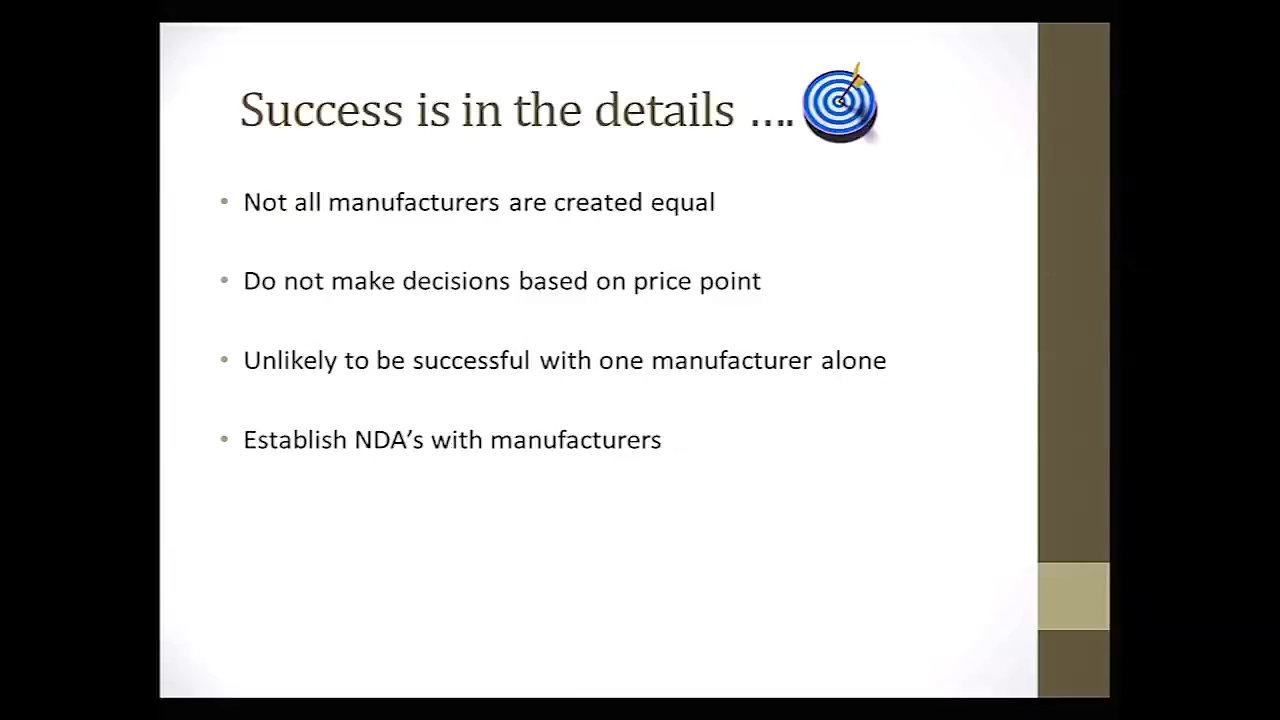 Success is in the details ....
• Not all manufacturers are created equal
• Do not make decisions based on price point
• Unlikely to be successful with one manufacturer alone
• Establish NDA’s with manufacturers